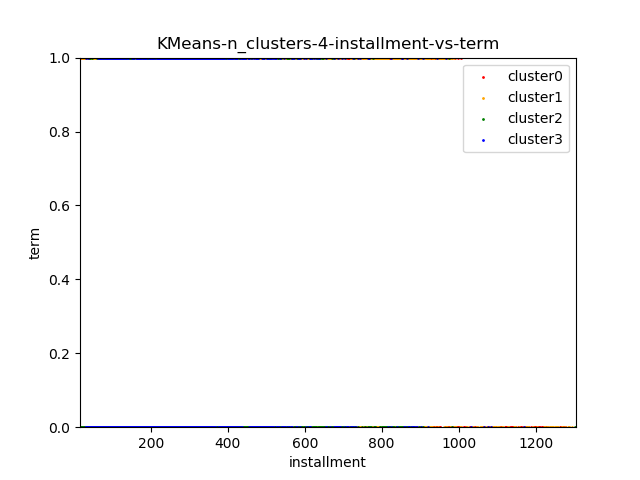 KMeans-n_clusters-4-installment-vs-term
1.0
cluster0
cluster1
0.8
cluster2
cluster3
0.6
term
0.4
0.2
0.0
200 400 600 800 1000 1200
installment